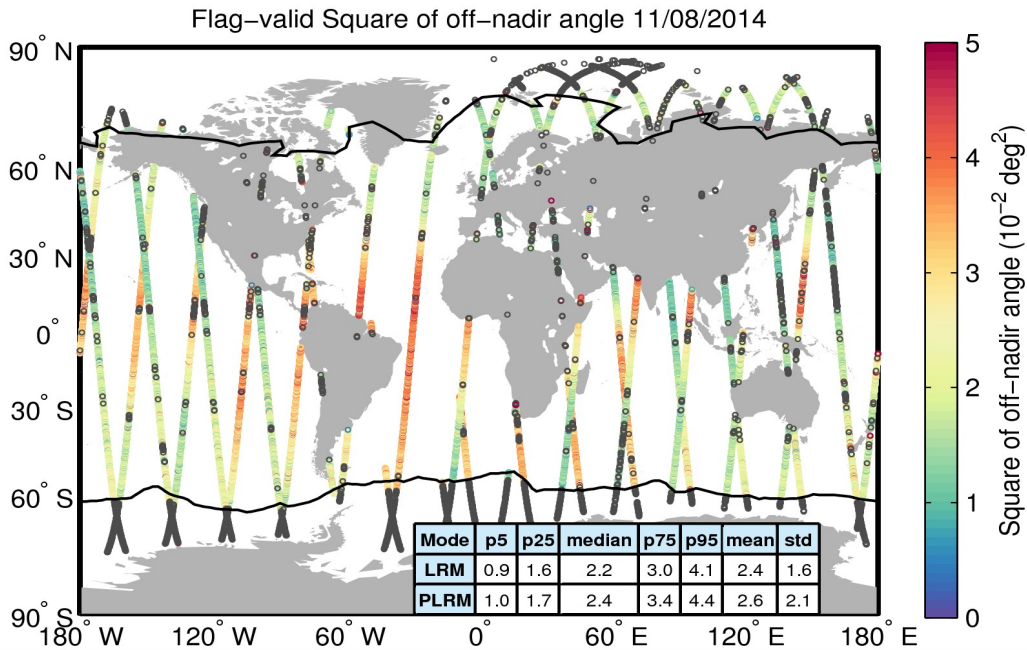 Flag−valid Square of off−nadir angle 11/08/2014
90° N
60° N
30° N
0°
30° S
60° S
90° S
180° W
120° W
60° W
0°
60° E
120° E
180° E
Mode p5 p25 median p75 p95 mean std
LRM 0.9 1.6 2.2 3.0 4.1 2.4 1.6
PLRM 1.0 1.7 2.4 3.4 4.4 2.6 2.1
5
4
3
2
1
0
Square of off−nadir angle (10⁻² deg²)